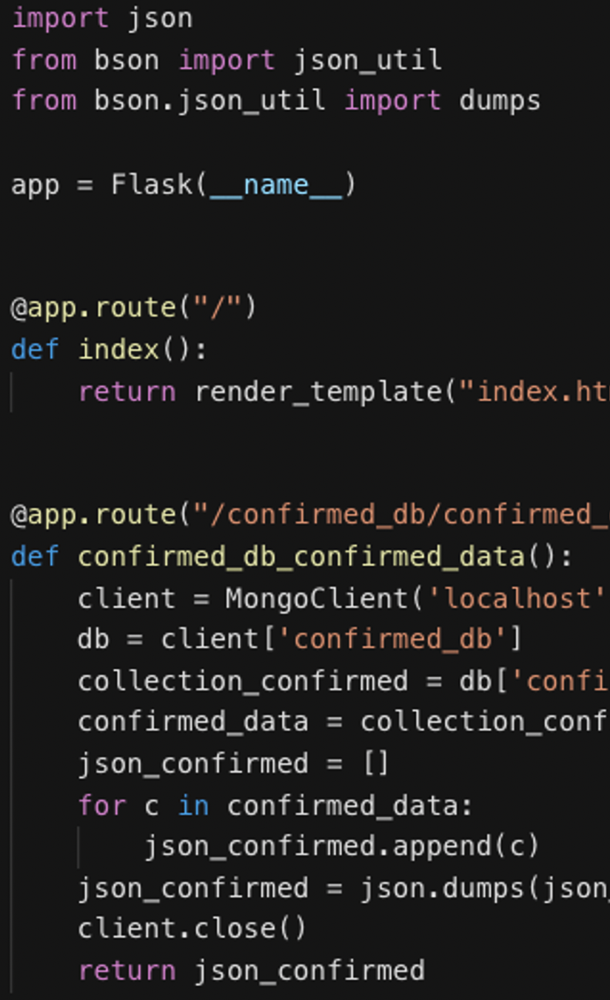 import json
from bson import json_util
from bson.json_util import dumps
app = Flask(__name__)
@app.route("/")
def index():
return render_template("index.ht
@app.route("/confirmed_db/confirmed_
def confirmed_db_confirmed_data():
client = MongoClient('localhost'
db = client['confirmed_db']
collection_confirmed = db['confi
confirmed_data = collection_conf
json_confirmed = []
for c in confirmed_data:
json_confirmed.append(c)
json_confirmed = json.dumps(json_
client.close()
return json_confirmed